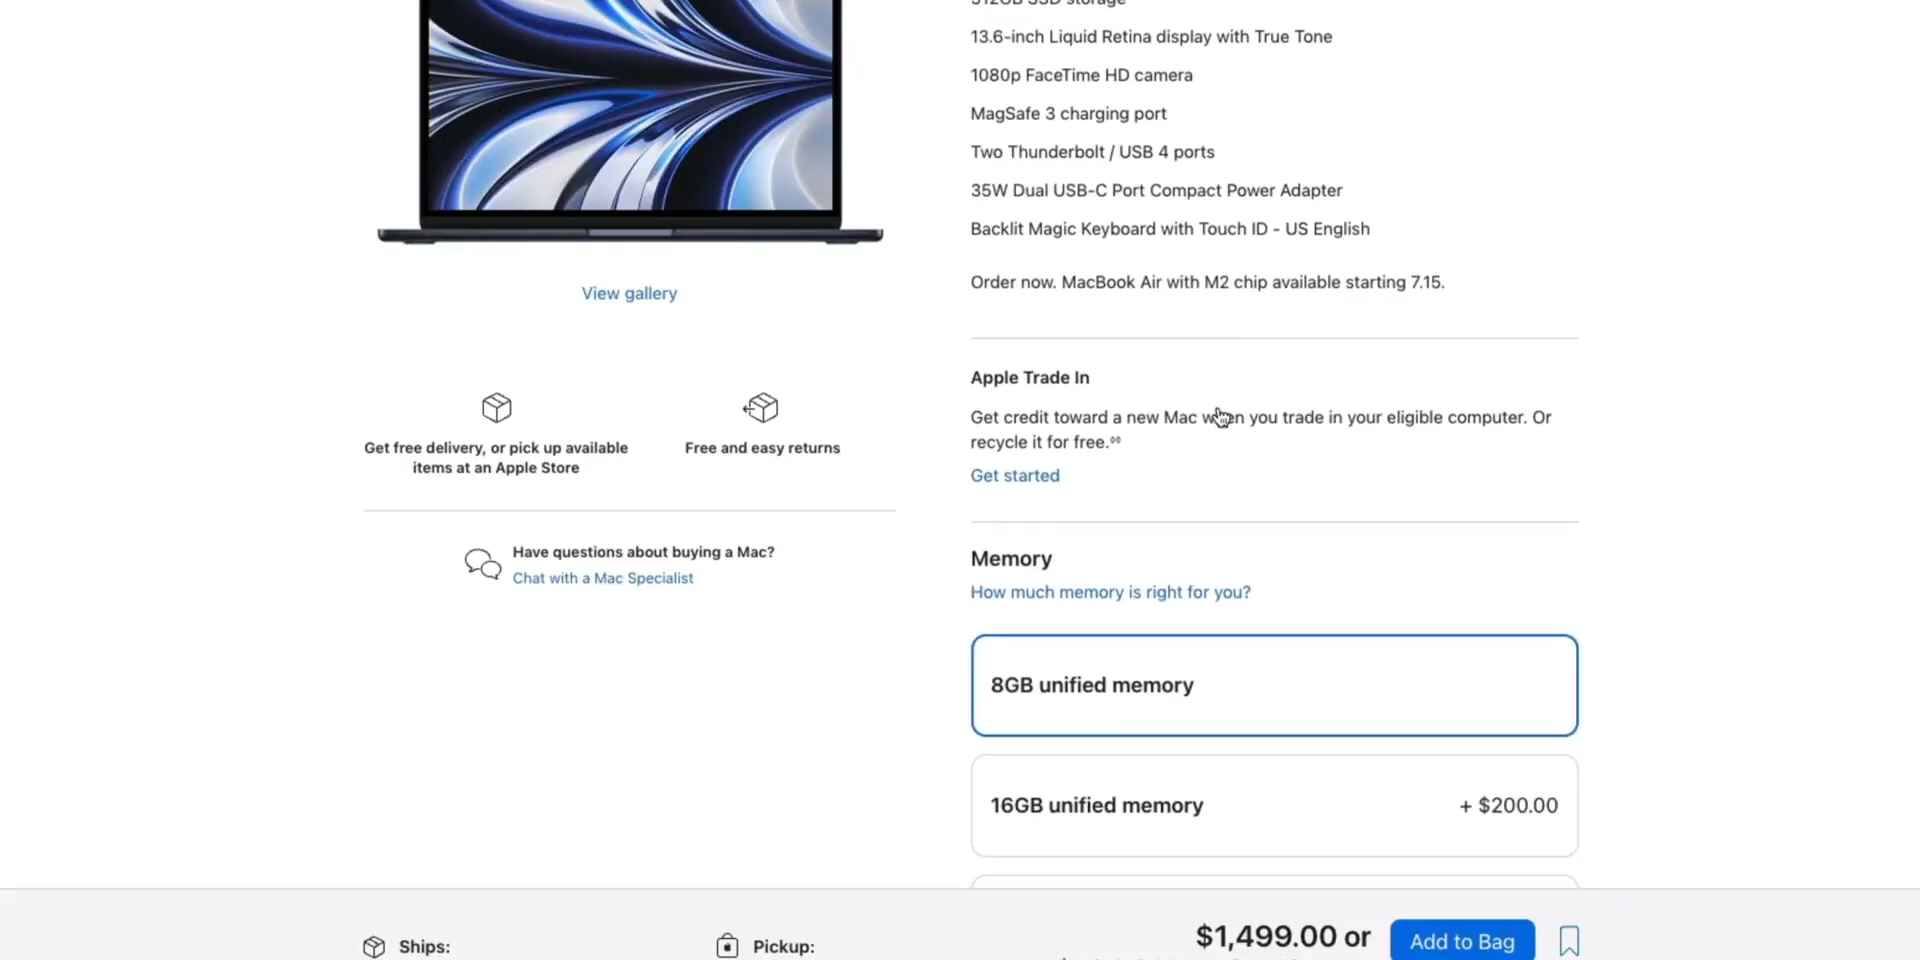 13.6-inch Liquid Retina display with True Tone
1080p FaceTime HD camera
MagSafe 3 charging port
Two Thunderbolt / USB 4 ports
35W Dual USB-C Port Compact Power Adapter
Backlit Magic Keyboard with Touch ID - US English
View gallery
Order now. MacBook Air with M2 chip available starting 7.15.
Apple Trade In
Get credit toward a new Mac when you trade in your eligible computer. Or
recycle it for free.◊◊
Get started
Get free delivery, or pick up available
items at an Apple Store
Free and easy returns
Have questions about buying a Mac?
Chat with a Mac Specialist
Memory
How much memory is right for you?
8GB unified memory
16GB unified memory + $200.00
Ships:
Pickup:
$1,499.00 or
Add to Bag